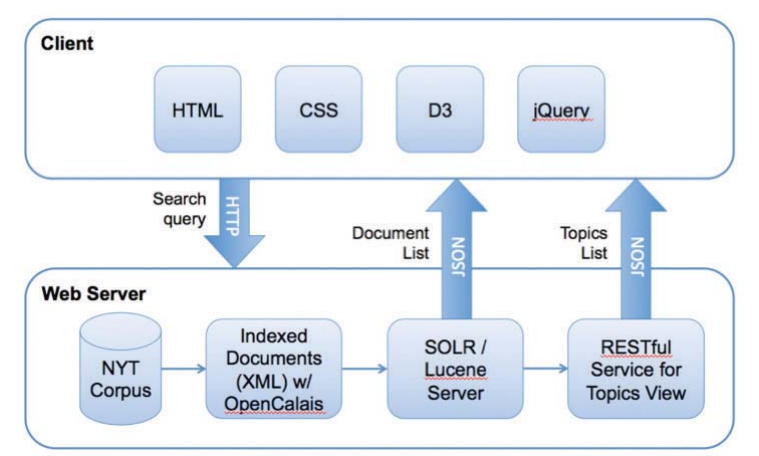 Client
HTML
CSS
D3
jQuery
Search
query
HTTP
Document
List
JSON
Topics
List
JSON
Web Server
NYT
Corpus
Indexed
Documents
(XML) w/
OpenCalais
SOLR /
Lucene
Server
RESTful
Service for
Topics View